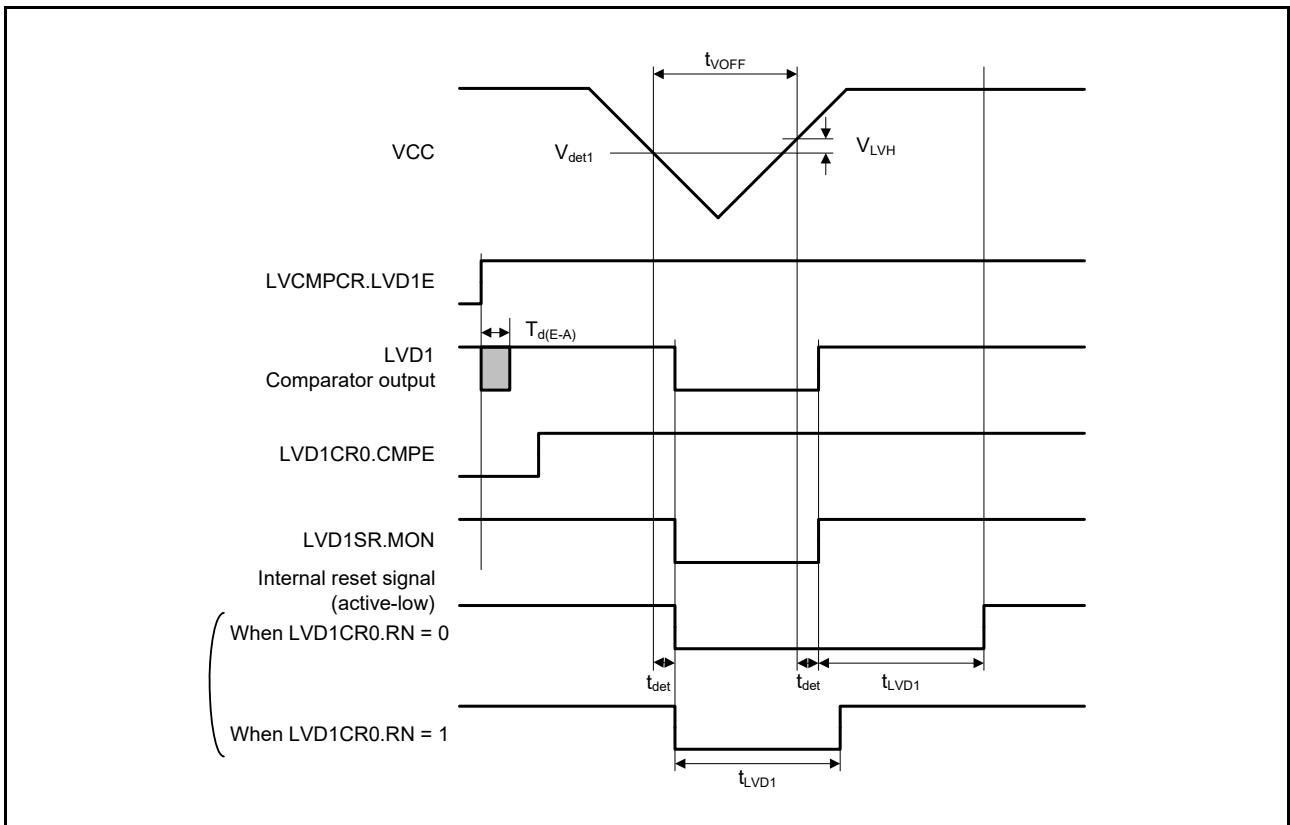 tVOFF
VCC
Vdet1
VLVH
LVCMPCR.LVD1E
Td(E-A)
LVD1
Comparator output
LVD1CR0.CMPE
LVD1SR.MON
Internal reset signal
(active-low)
When LVD1CR0.RN = 0
tdet
tdet
tLVD1
When LVD1CR0.RN = 1
tLVD1